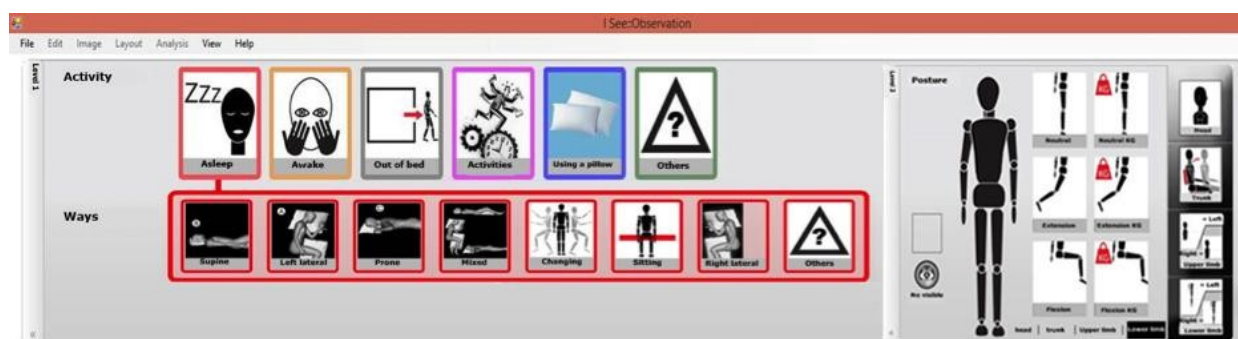 I See::Observation
File Edit Image Layout Analysis View Help
Level 1
Activity
ZZZ
Asleep
Awake
Out of bed
Activities
Using a pillow
?
Others
Ways
Supine
Left lateral
Prone
Mixed
Changing
Sitting
Right lateral
?
Others
Level 2
Posture
No visible
Neutral
KG
Neutral KG
Extension
KG
Extension KG
Flexion
KG
Flexion KG
head | trunk | Upper limb | Lower limb
Head
Trunk
= Left
Right =
Upper limb
= Left
Right =
Lower limb